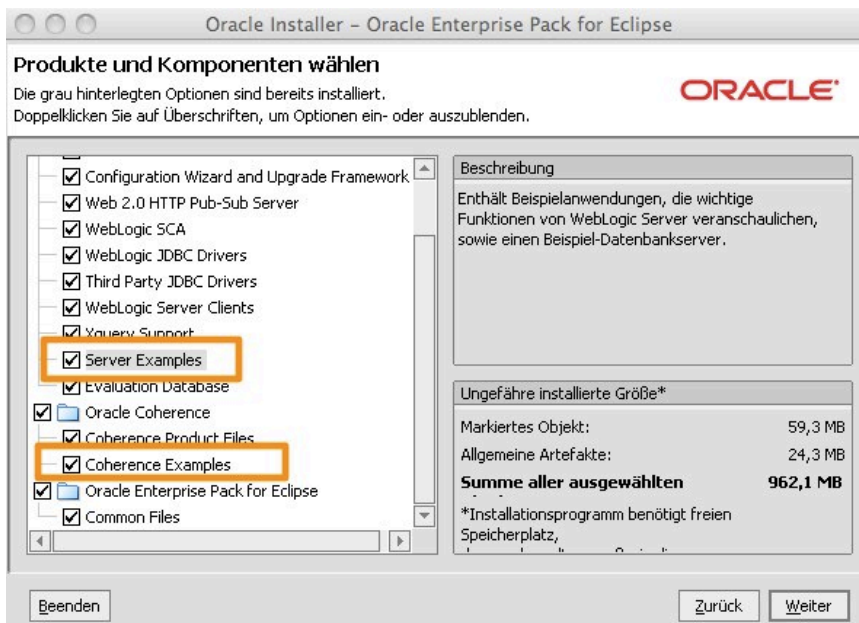 Oracle Installer – Oracle Enterprise Pack for Eclipse
Produkte und Komponenten wählen
Die grau hinterlegten Optionen sind bereits installiert.
Doppelklicken Sie auf Überschriften, um Optionen ein- oder auszublenden.
ORACLE
Configuration Wizard and Upgrade Framework
Web 2.0 HTTP Pub-Sub Server
WebLogic SCA
WebLogic JDBC Drivers
Third Party JDBC Drivers
WebLogic Server Clients
Xquery Support
Server Examples
Evaluation Database
Oracle Coherence
Coherence Product Files
Coherence Examples
Oracle Enterprise Pack for Eclipse
Common Files
Beschreibung
Enthält Beispielanwendungen, die wichtige
Funktionen von WebLogic Server veranschaulichen,
sowie einen Beispiel-Datenbankserver.
Ungefähre installierte Größe*
Markiertes Objekt: 59,3 MB
Allgemeine Artefakte: 24,3 MB
Summe aller ausgewählten 962,1 MB
*Installationsprogramm benötigt freien
Speicherplatz,
Beenden
Zurück
Weiter